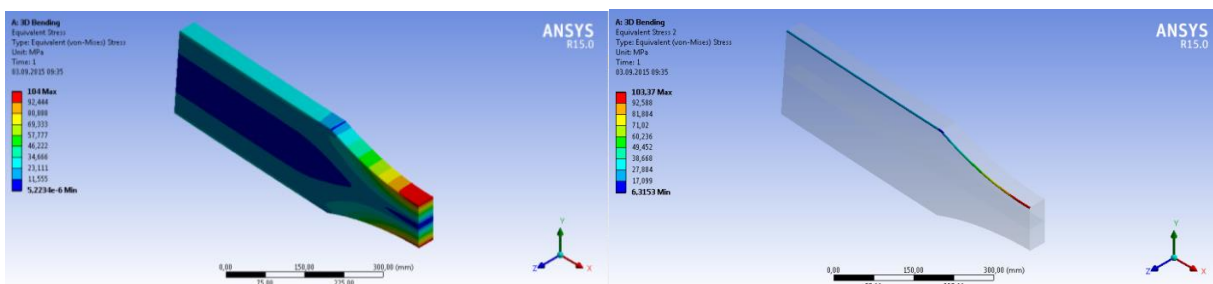 A: 3D Bending
Equivalent Stress
Type: Equivalent (von-Mises) Stress
Unit: MPa
Time: 1
03.09.2015 09:35
104 Max
92,444
80,888
69,333
57,777
46,222
34,666
23,111
11,555
5,2234e-6 Min
ANSYS
R15.0
Y
Z
X
0,00
150,00
300,00 (mm)
75,00
225,00
A: 3D Bending
Equivalent Stress 2
Type: Equivalent (von-Mises) Stress
Unit: MPa
Time: 1
03.09.2015 09:35
103,37 Max
92,588
81,804
71,02
60,236
49,452
38,668
27,884
17,099
6,3153 Min
ANSYS
R15.0
Y
Z
X
0,00
150,00
300,00 (mm)